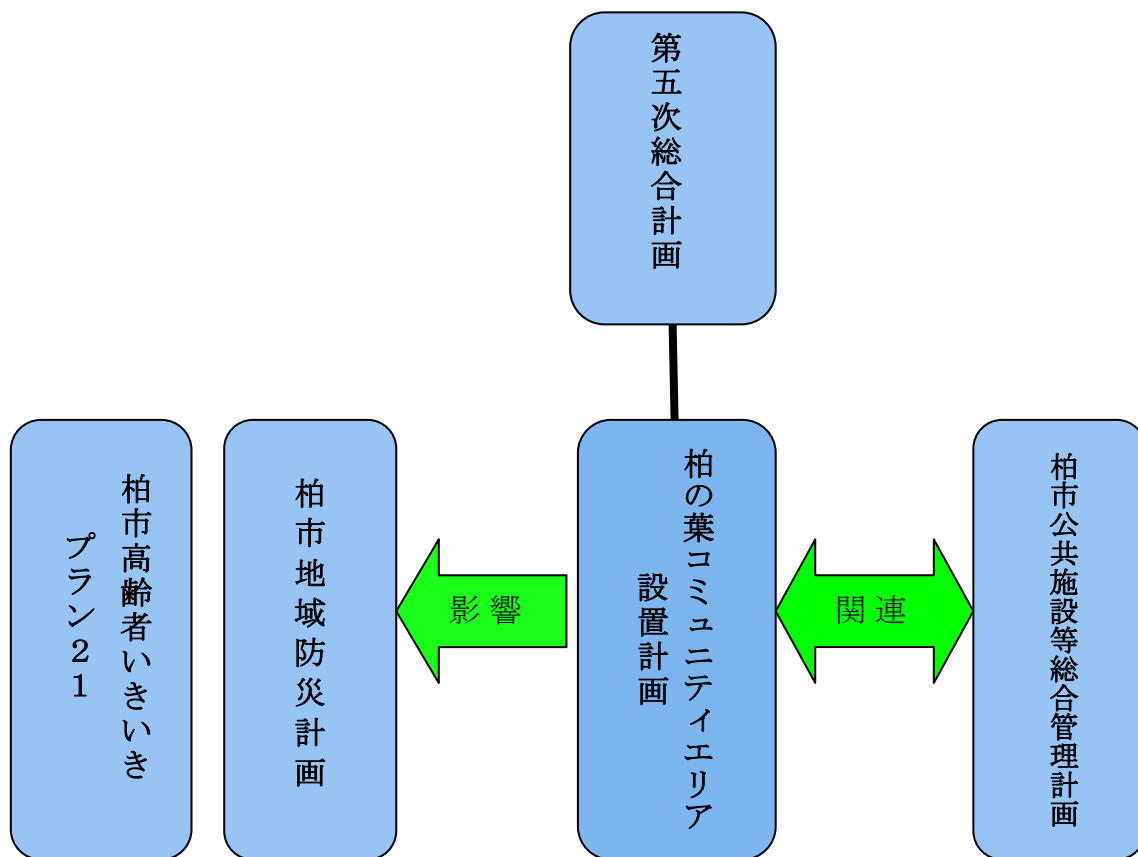 第五次総合計画
柏市高齢者いきいき
プラン２１
柏市地域防災計画
影響
柏の葉コミュニティエリア
設置計画
関連
柏市公共施設等総合管理計画